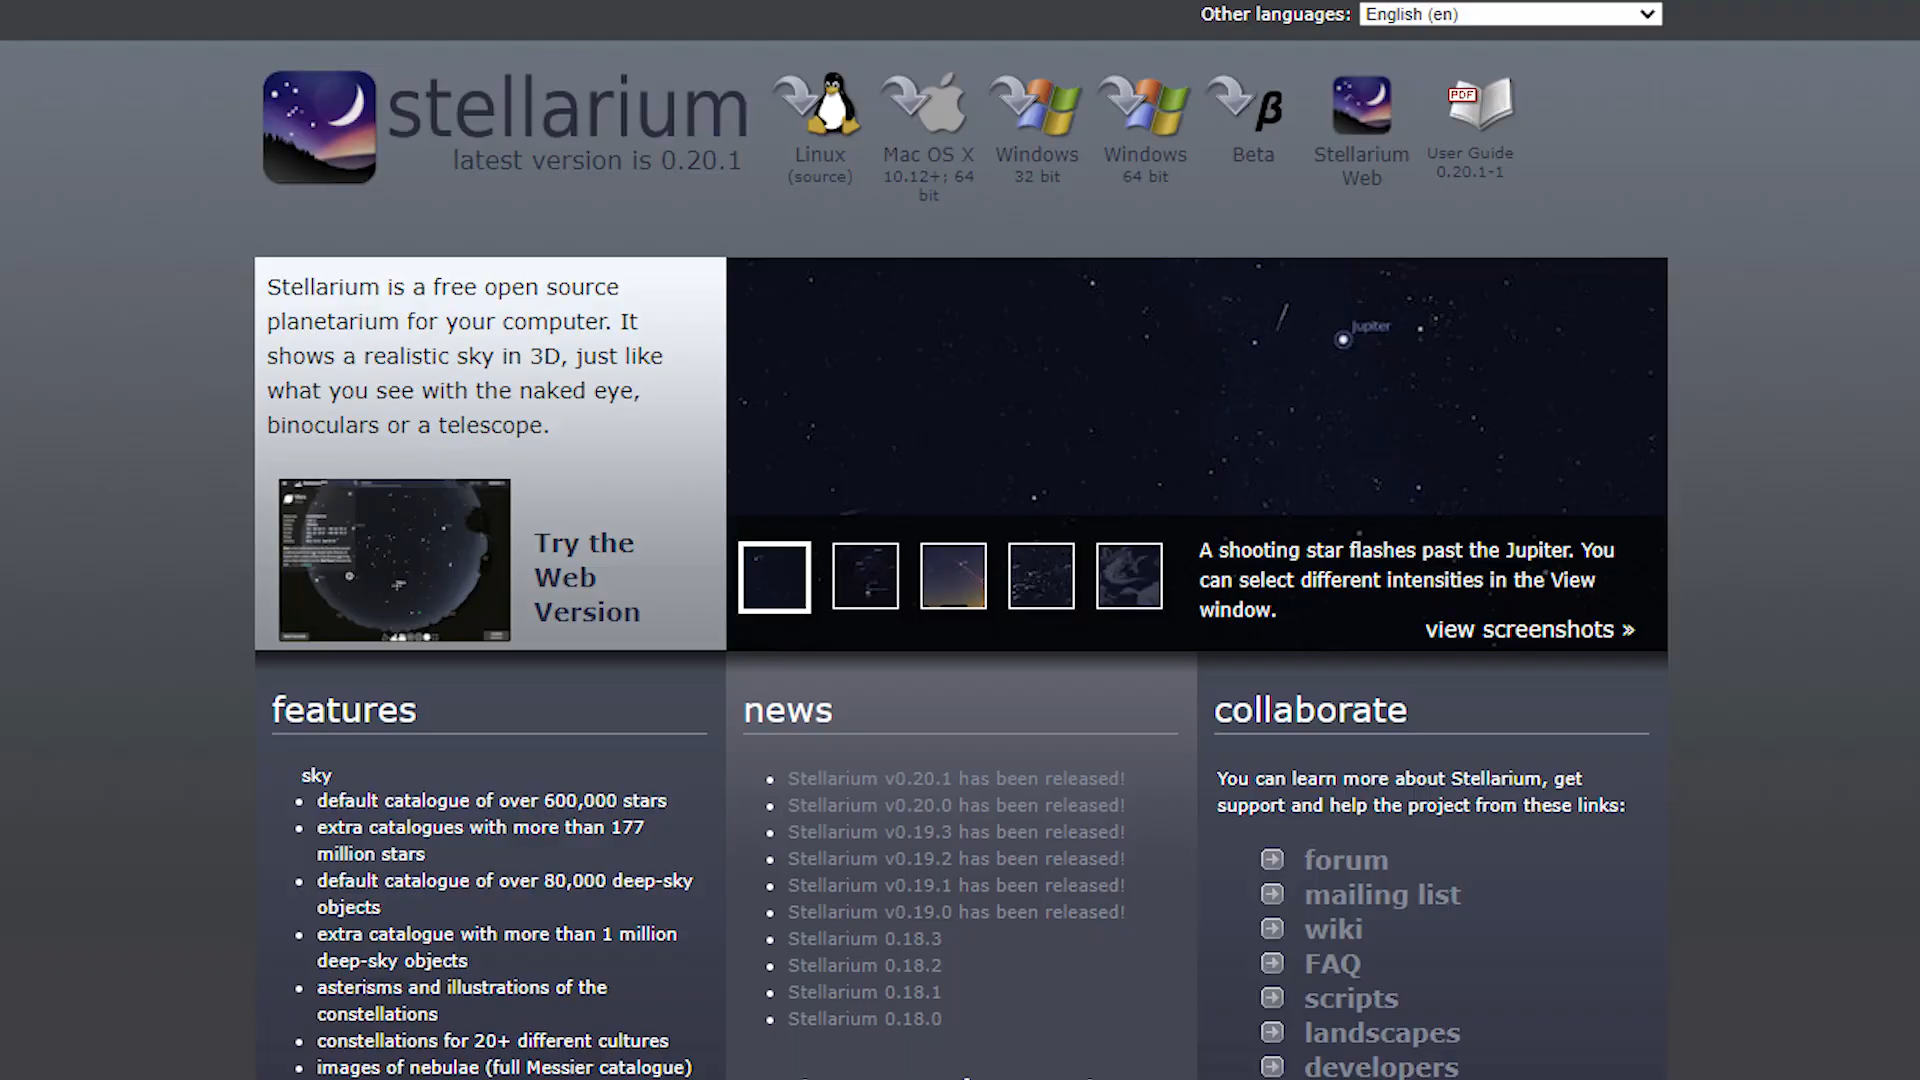 Other languages: English (en)
stellarium
latest version is 0.20.1
Linux
(source)
Mac OS X
10.12+; 64
bit
Windows
32 bit
Windows
64 bit
β
Beta
Stellarium
Web
PDF
User Guide
0.20.1-1
Stellarium is a free open source
planetarium for your computer. It
shows a realistic sky in 3D, just like
what you see with the naked eye,
binoculars or a telescope.
Try the
Web
Version
Jupiter
A shooting star flashes past the Jupiter. You
can select different intensities in the View
window.
view screenshots »
features
sky
default catalogue of over 600,000 stars
extra catalogues with more than 177
million stars
default catalogue of over 80,000 deep-sky
objects
extra catalogue with more than 1 million
deep-sky objects
asterisms and illustrations of the
constellations
constellations for 20+ different cultures
images of nebulae (full Messier catalogue)
news
Stellarium v0.20.1 has been released!
Stellarium v0.20.0 has been released!
Stellarium v0.19.3 has been released!
Stellarium v0.19.2 has been released!
Stellarium v0.19.1 has been released!
Stellarium v0.19.0 has been released!
Stellarium 0.18.3
Stellarium 0.18.2
Stellarium 0.18.1
Stellarium 0.18.0
collaborate
You can learn more about Stellarium, get
support and help the project from these links:
forum
mailing list
wiki
FAQ
scripts
landscapes
developers